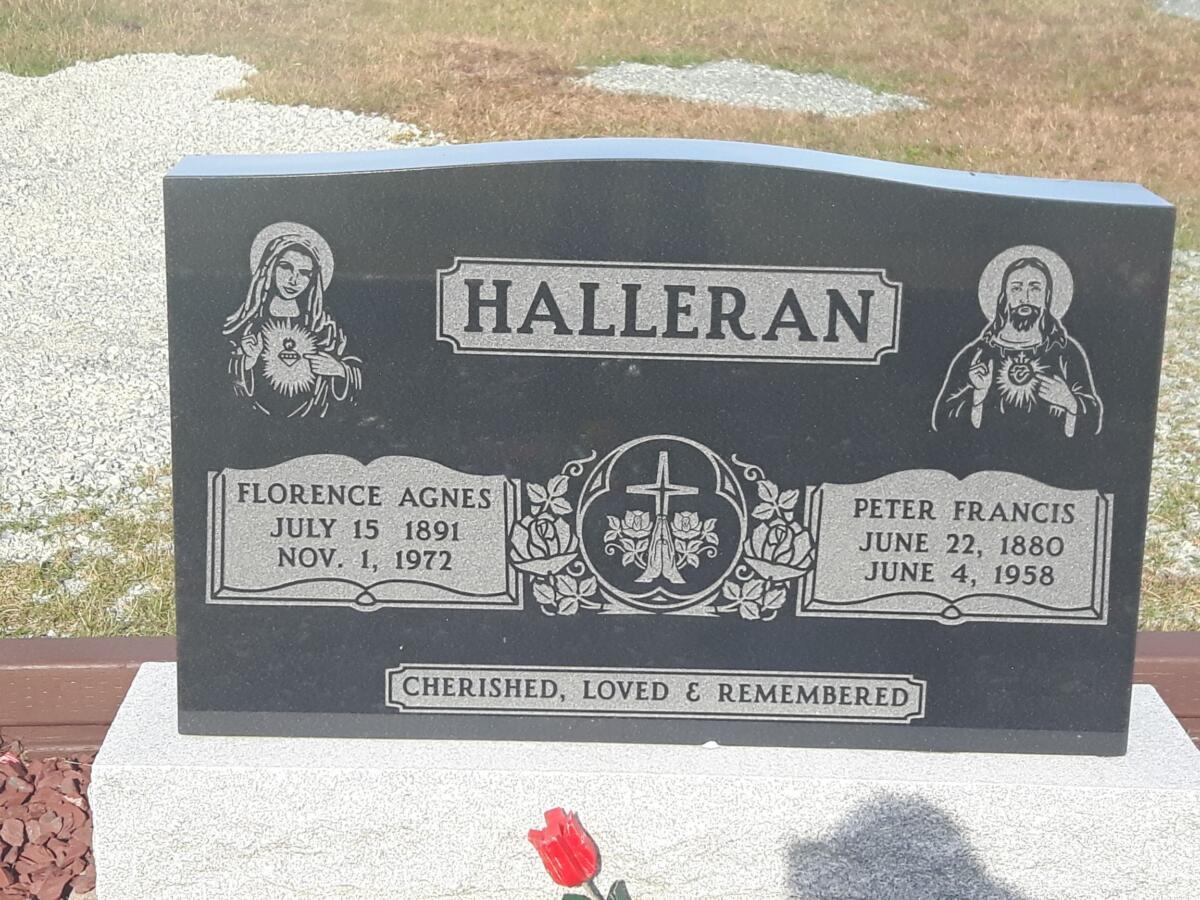 HALLERAN
FLORENCE AGNES
JULY 15 1891
NOV. 1, 1972
PETER FRANCIS
JUNE 22, 1880
JUNE 4, 1958
CHERISHED, LOVED & REMEMBERED